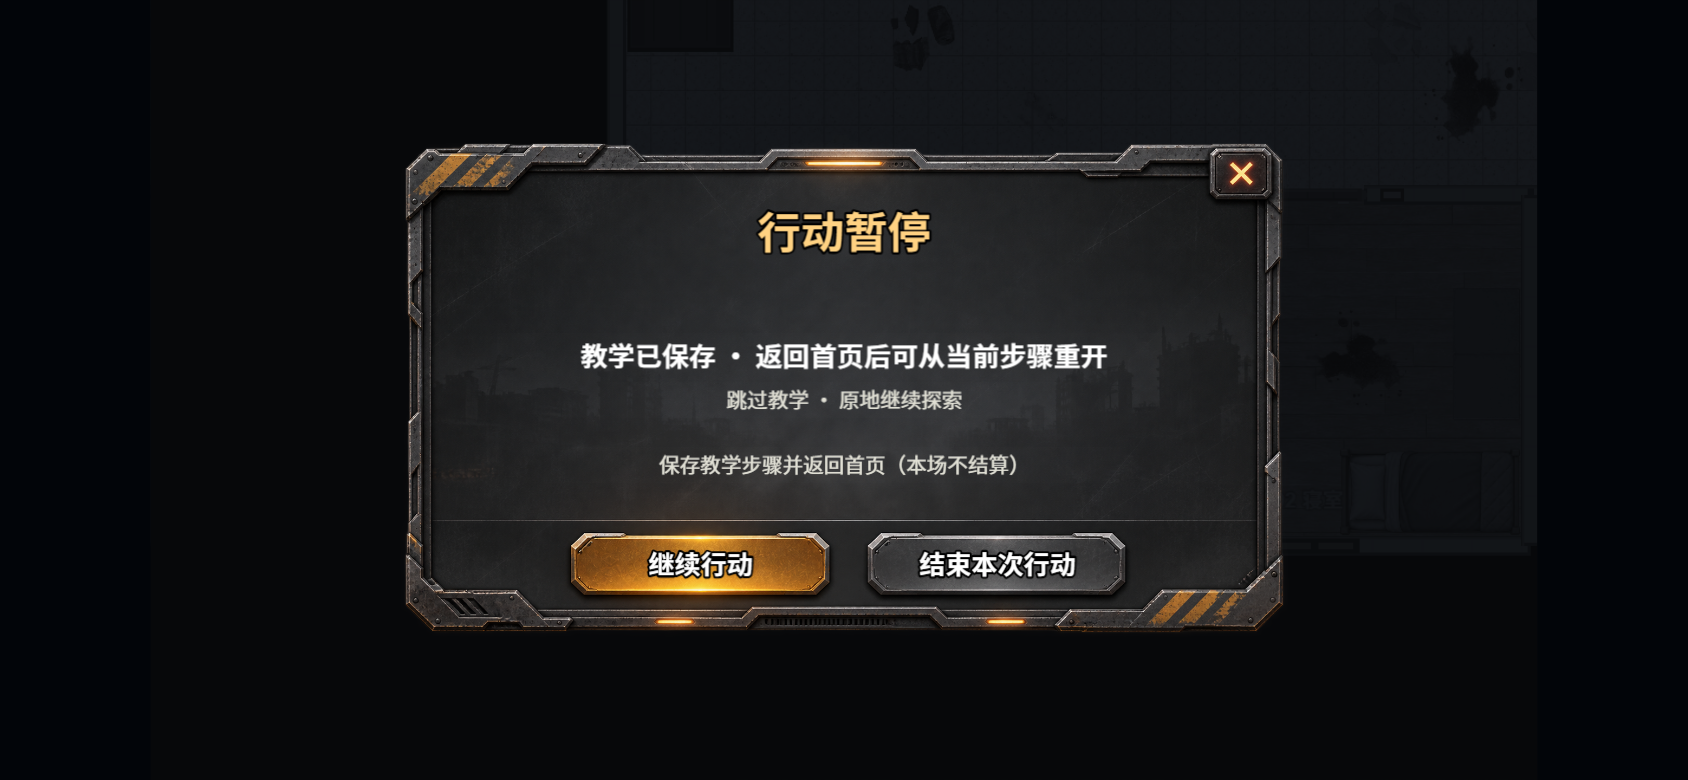 行动暂停
教学已保存 · 返回首页后可从当前步骤重开
跳过教学 · 原地继续探索
保存教学步骤并返回首页（本场不结算）
继续行动
结束本次行动